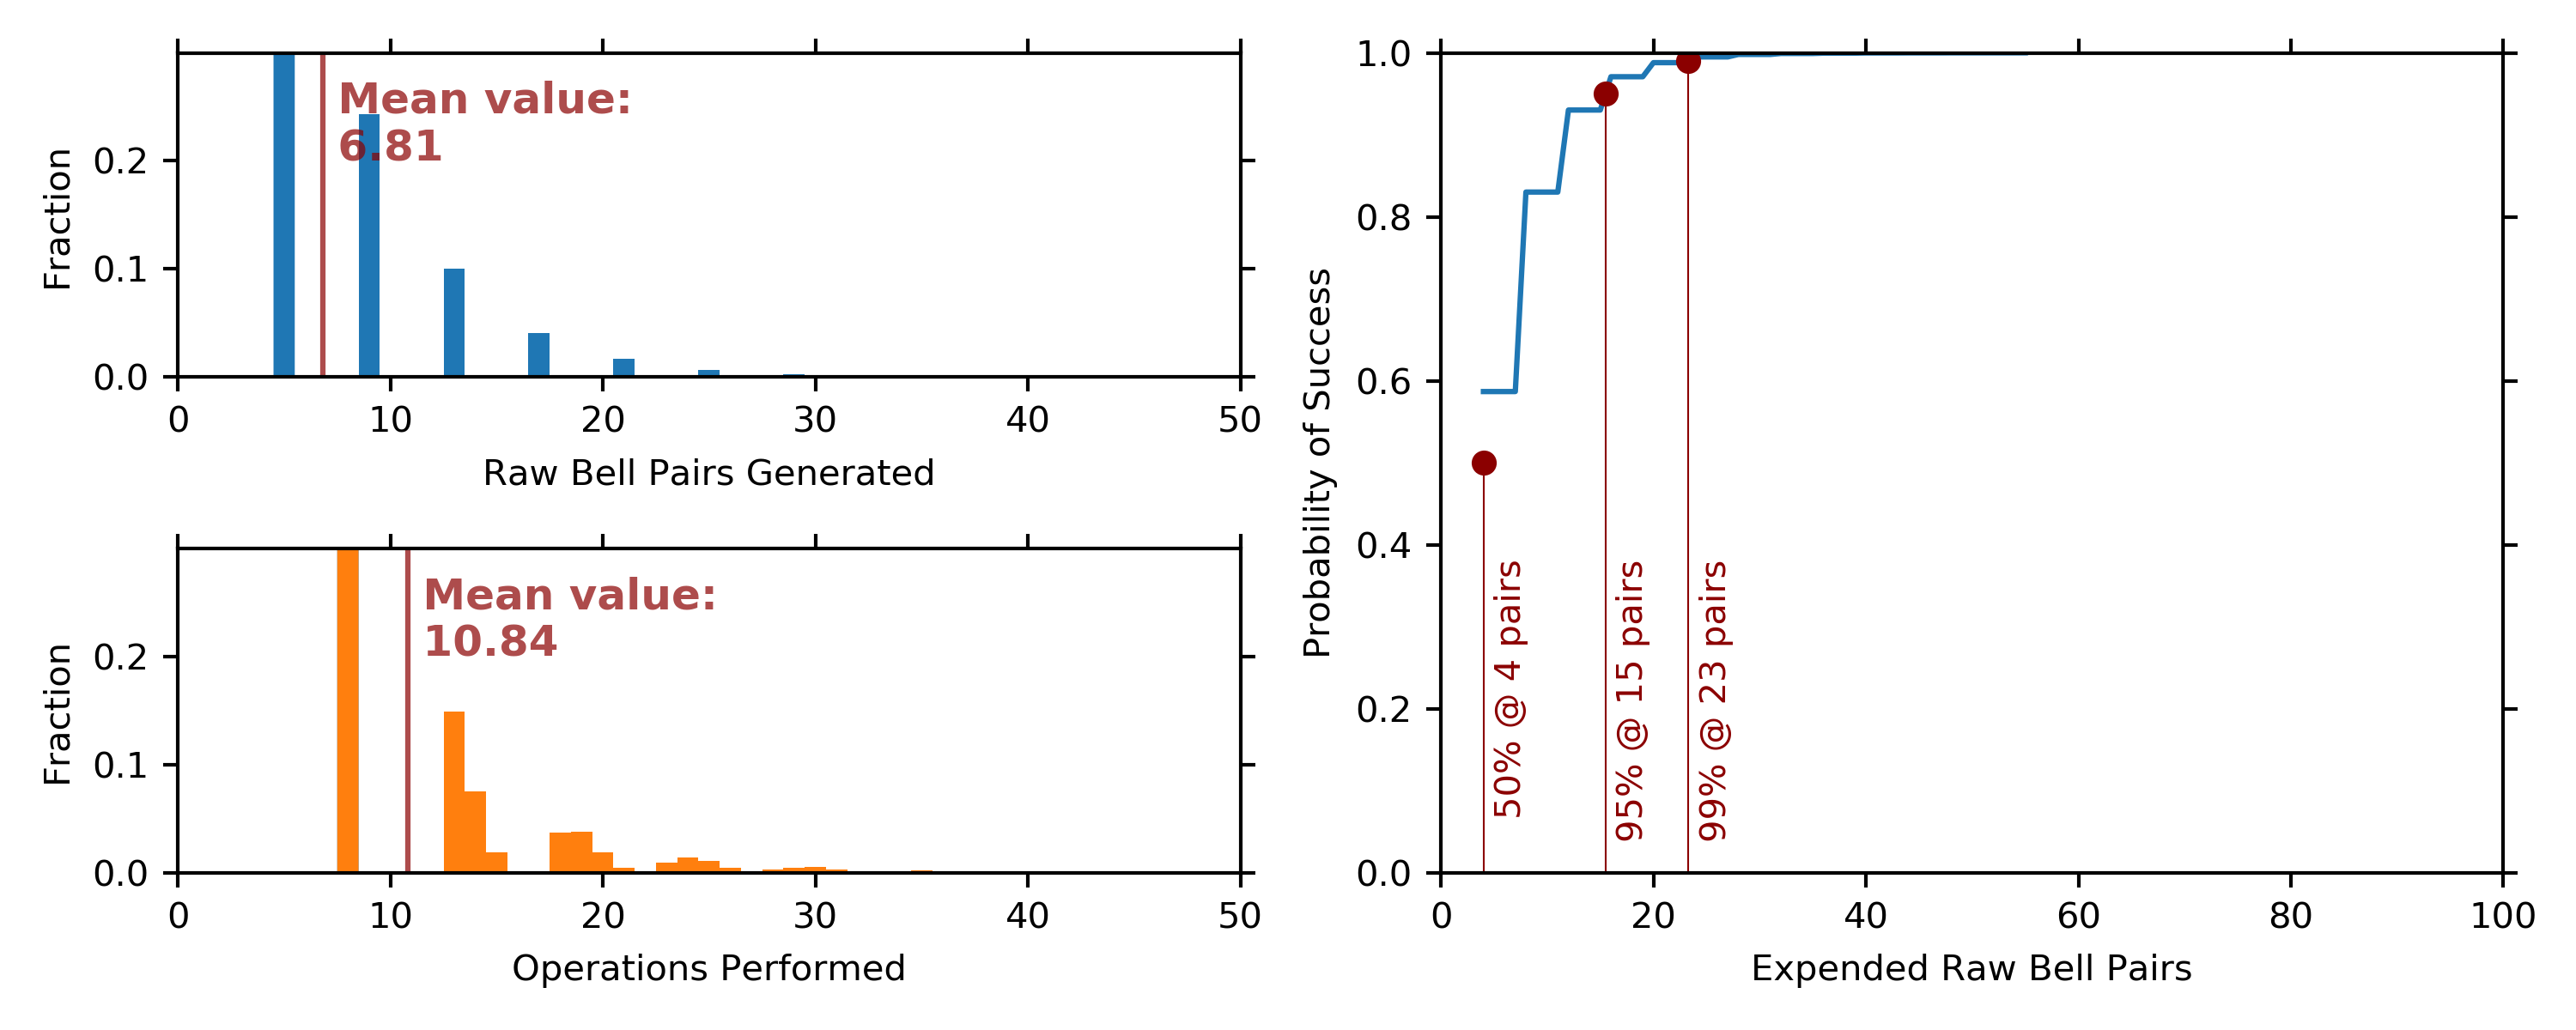 Fraction
0.2
0.1
0.0
Mean value:
6.81
0 10 20 30 40 50
Raw Bell Pairs Generated
Fraction
0.2
0.1
0.0
Mean value:
10.84
0 10 20 30 40 50
Operations Performed
Probability of Success
1.0
0.8
0.6
0.4
0.2
0.0
50% @ 4 pairs
95% @ 15 pairs
99% @ 23 pairs
0 20 40 60 80 100
Expended Raw Bell Pairs